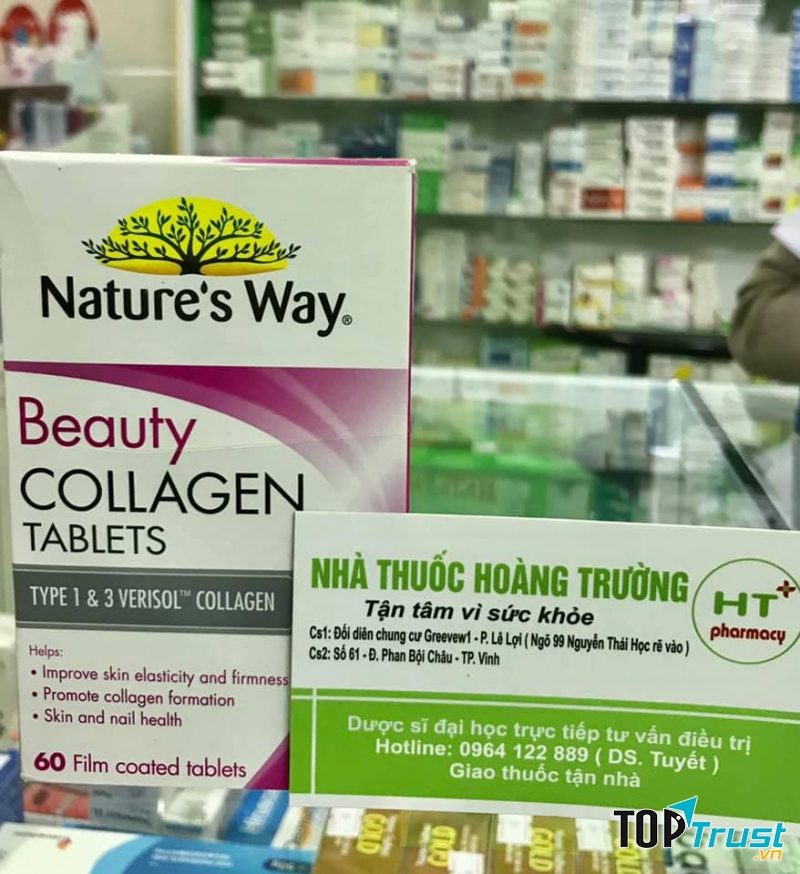 Nature's Way®
Beauty
COLLAGEN
TABLETS
TYPE 1 & 3 VERISOL™ COLLAGEN
Helps:
• Improve skin elasticity and firmness
• Promote collagen formation
• Skin and nail health
60 Film coated tablets
NHÀ THUỐC HOÀNG TRƯỜNG
Tận tâm vì sức khỏe
Cs1: Đối diên chung cư Greevew1 - P. Lê Lợi ( Ngõ 99 Nguyễn Thái Học rẽ vào )
Cs2: Số 61 - Đ. Phan Bội Châu - TP. Vinh
HT+
pharmacy
Dược sĩ đại học trực tiếp tư vấn điều trị
Hotline: 0964 122 889 ( DS. Tuyết )
Giao thuốc tận nhà
GOLD
GOLD
GOLD
TOPTrust
.vn